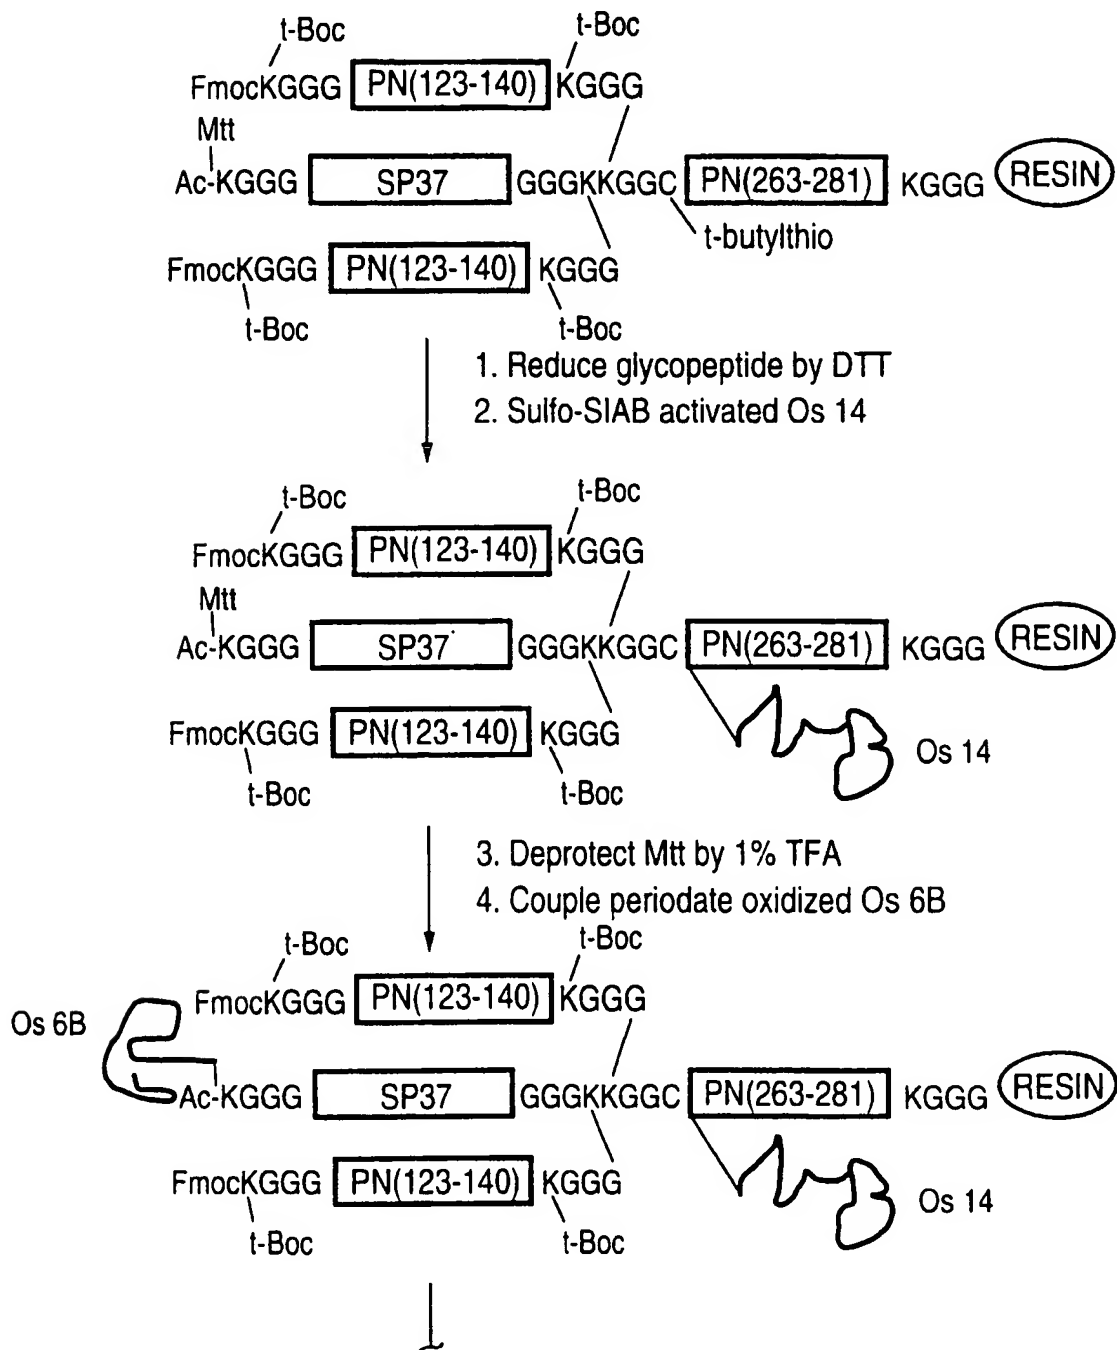 t-Boc t-Boc
FmocKGGG PN(123-140) KGGG
Mtt
Ac-KGGG SP37 GGGKKGGC PN(263-281) KGGG RESIN
t-butylthio
FmocKGGG PN(123-140) KGGG
t-Boc t-Boc
1. Reduce glycopeptide by DTT
2. Sulfo-SIAB activated Os 14
t-Boc t-Boc
FmocKGGG PN(123-140) KGGG
Mtt
Ac-KGGG SP37 GGGKKGGC PN(263-281) KGGG RESIN
FmocKGGG PN(123-140) KGGG
Os 14
t-Boc t-Boc
3. Deprotect Mtt by 1% TFA
4. Couple periodate oxidized Os 6B
t-Boc t-Boc
FmocKGGG PN(123-140) KGGG
Os 6B
Ac-KGGG SP37 GGGKKGGC PN(263-281) KGGG RESIN
FmocKGGG PN(123-140) KGGG
Os 14
t-Boc t-Boc